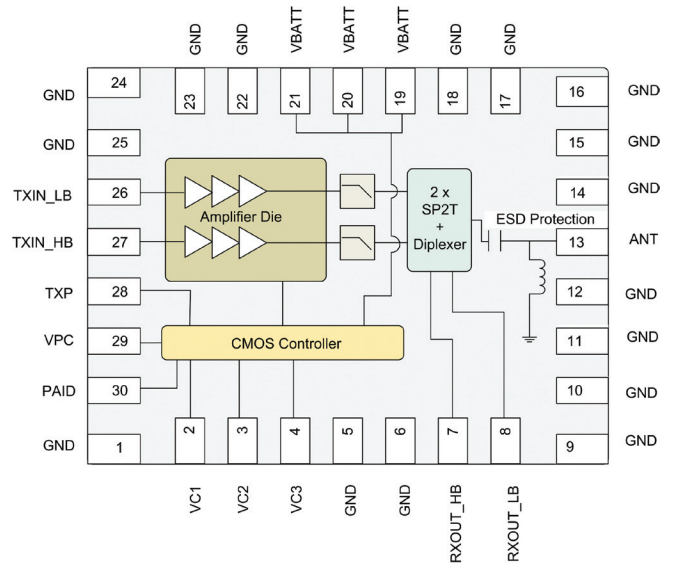 GND
GND
VBATT
VBATT
VBATT
GND
GND
GND
24
23
22
21
20
19
18
17
16
GND
GND
25
15
GND
TXIN_LB
26
14
GND
Amplifier Die
2 x
SP2T
+
Diplexer
ESD Protection
TXIN_HB
27
13
ANT
TXP
28
12
GND
VPC
29
CMOS Controller
11
GND
PAID
30
10
GND
GND
1
2
3
4
5
6
7
8
9
GND
VC1
VC2
VC3
GND
GND
RXOUT_HB
RXOUT_LB